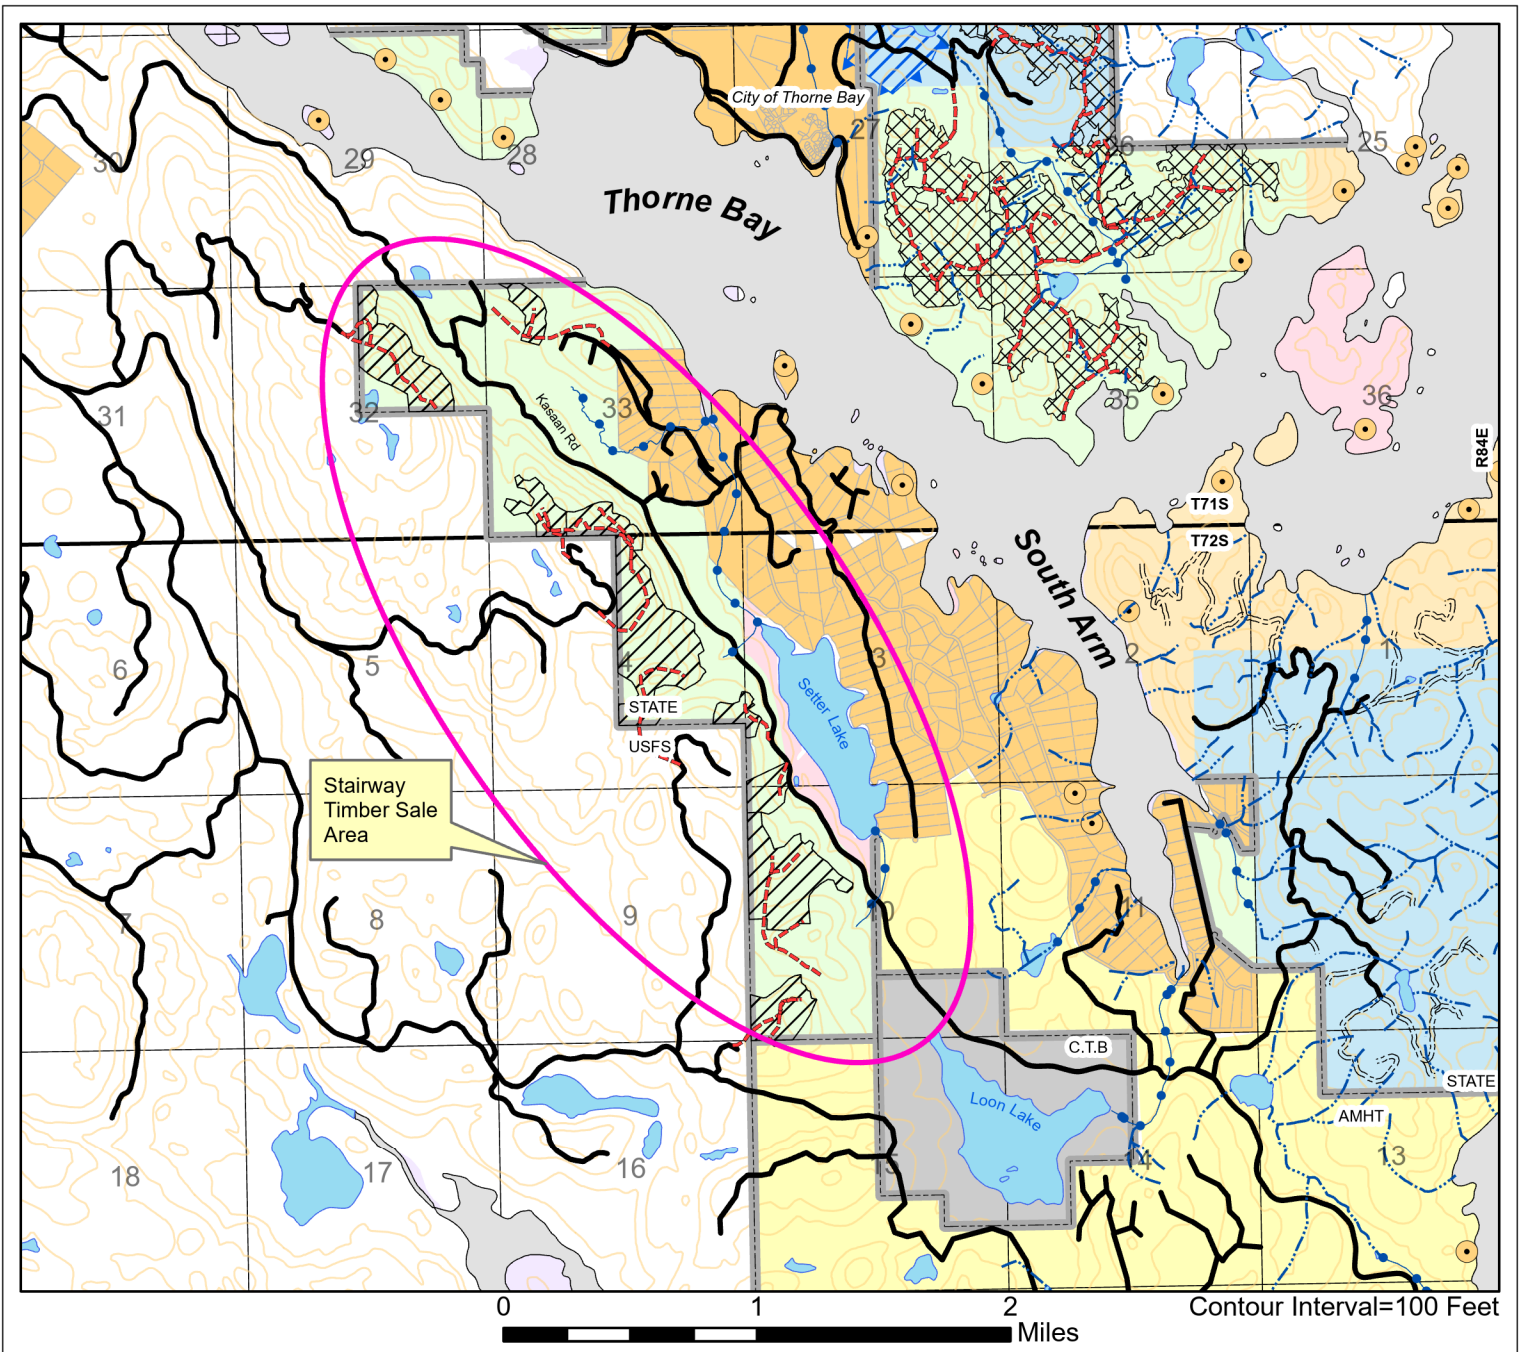 City of Thorne Bay
27
26
25
30
29
28
Thorne Bay
31
32
33
35
36
Kasaan Rd
R84E
T71S
T72S
South Arm
6
5
4
3
2
1
Setter Lake
STATE
USFS
Stairway
Timber Sale
Area
7
8
9
10
11
C.T.B
STATE
AMHT
Loon Lake
18
17
16
15
14
13
0
1
2
Miles
Contour Interval=100 Feet